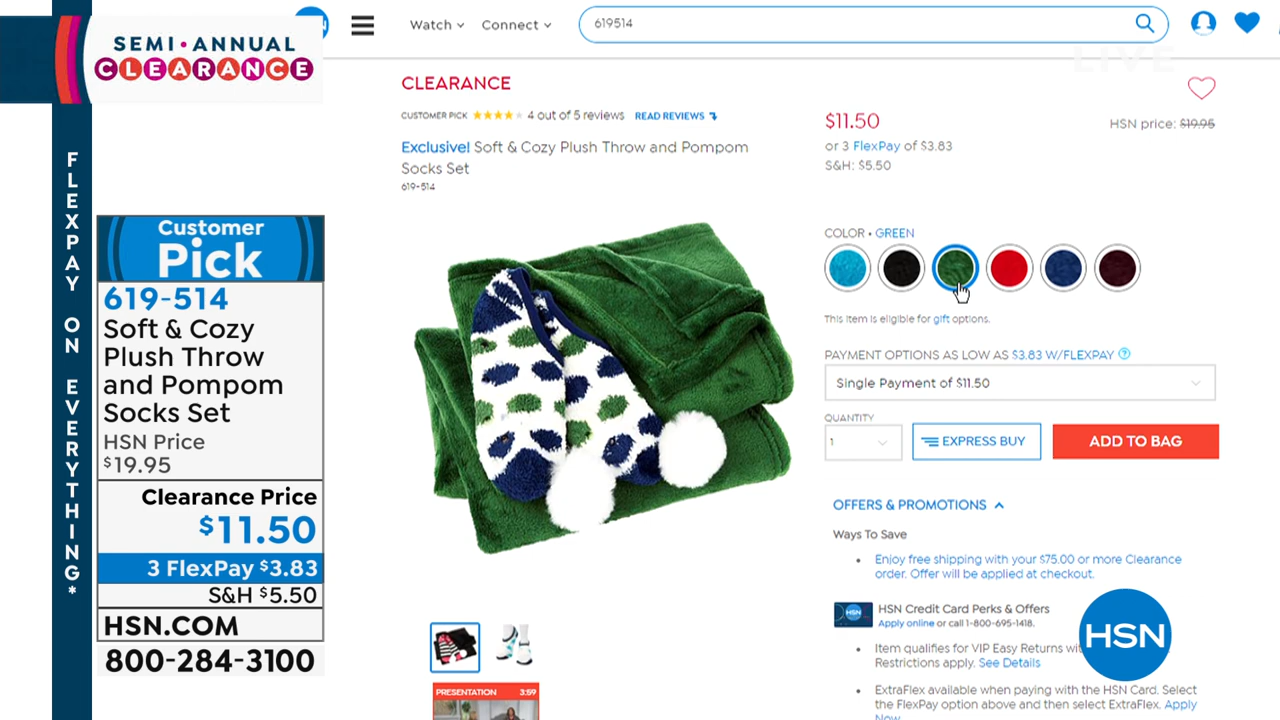 SEMI•ANNUAL
CLEARANCE
FLEXPAY ON EVERYTHING*
Customer
Pick
619-514
Soft & Cozy
Plush Throw
and Pompom
Socks Set
HSN Price
$19.95
Clearance Price
$11.50
3 FlexPay $3.83
S&H $5.50
HSN.COM
800-284-3100
Watch
Connect
619514
LIVE
CLEARANCE
CUSTOMER PICK 4 out of 5 reviews READ REVIEWS
Exclusive! Soft & Cozy Plush Throw and Pompom
Socks Set
619-514
$11.50
HSN price: $19.95
or 3 FlexPay of $3.83
S&H: $5.50
COLOR • GREEN
This item is eligible for gift options.
PAYMENT OPTIONS AS LOW AS $3.83 W/FLEXPAY ?
Single Payment of $11.50
QUANTITY
1
EXPRESS BUY
ADD TO BAG
OFFERS & PROMOTIONS
Ways To Save
• Enjoy free shipping with your $75.00 or more Clearance
order. Offer will be applied at checkout.
HSN
HSN Credit Card Perks & Offers
Apply online or call 1-800-695-1418.
• Item qualifies for VIP Easy Returns
Restrictions apply. See Details
• ExtraFlex available when paying with the HSN Card. Select
the FlexPay option above and then select ExtraFlex. Apply
Now
HSN
PRESENTATION 3:59